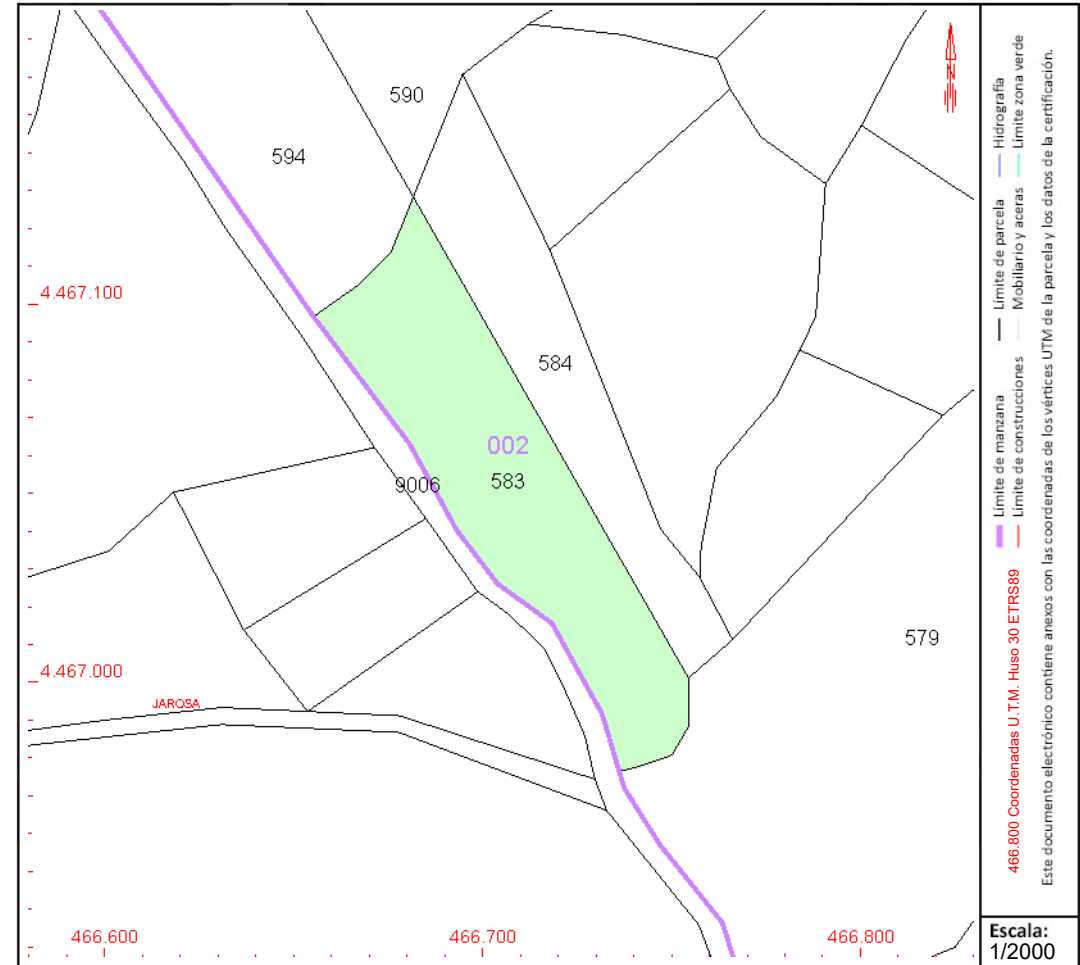 590
594
4.467.100
584
002
583
9006
579
4.467.000
JAROSA
466.600
466.700
466.800
N
Límite de manzana
Límite de parcela
Hidrografía
Límite de construcciones
Mobiliario y aceras
Límite zona verde
466.800 Coordenadas U.T.M. Huso 30 ETRS89
Este documento electrónico contiene anexos con las coordenadas de los vértices UTM de la parcela y los datos de la certificación.
Escala:
1/2000